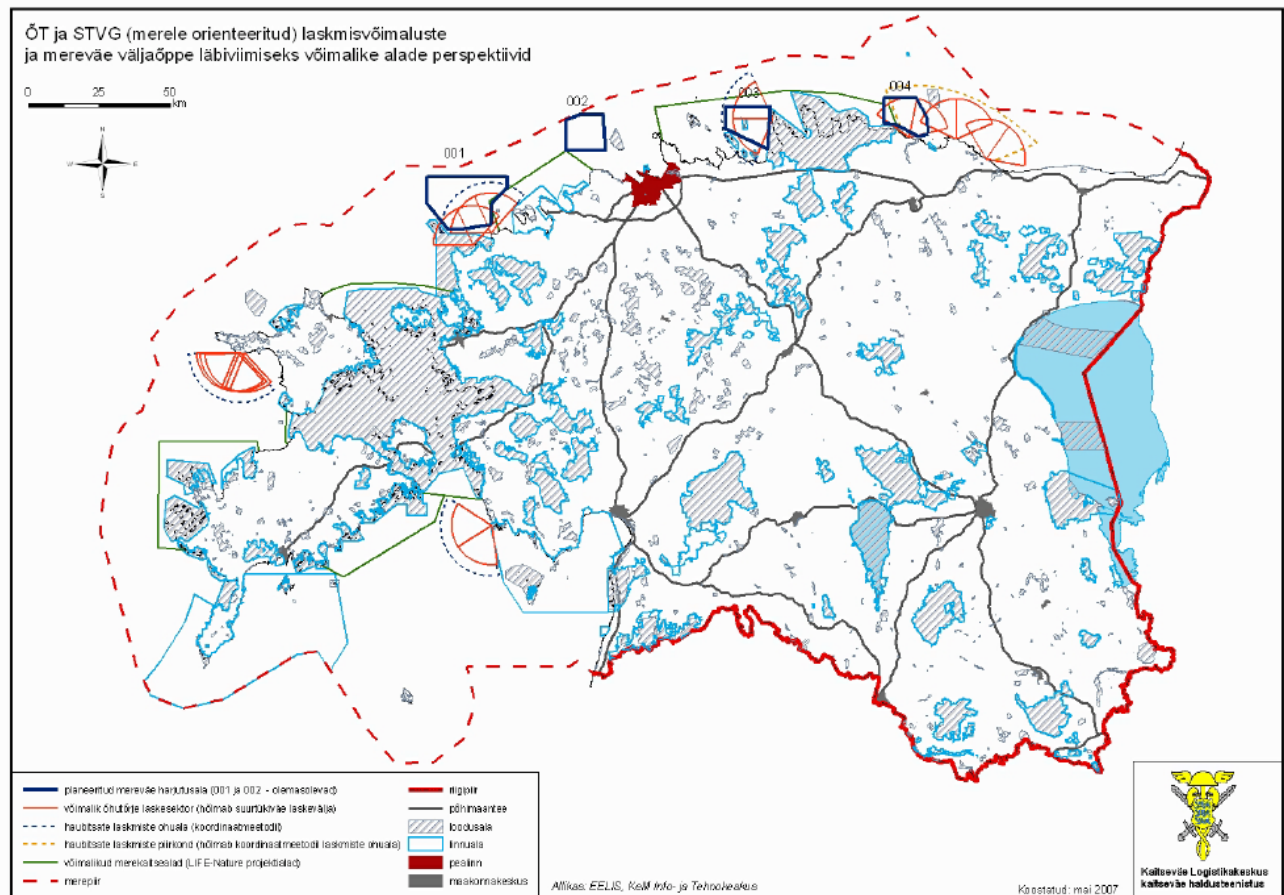 ÕT ja STVG (merele orienteeritud) laskmisvõimaluste
ja mereväe väljaõppe läbiviimiseks võimalike alade perspektiivid
0 25 50
km
N
W E
S
001
002
003
004
planeeritud mereväe harjutusala (001 ja 002 - olemasolevad)
võimalik õhutõrje laskesektor (hõlmab suurtükiväe laskevälja)
haubitsate laskmiste ohuala (koordinaatmeetodil)
haubitsate laskmiste piirkond (hõlmab koordinaatmeetodil laskmiste ohuala)
võimalikud merekaitsealad (LIFE-Nature projektialad)
merepiir
riigipiir
põhimaantee
loodusala
linnuala
pealinn
maakonnakeskus
Allikas: EELIS, KeM Info- ja Tehnokeskus
Koostatud: mai 2007
Kaitseväe Logistikakeskus
kaitseväe haldusteenistus